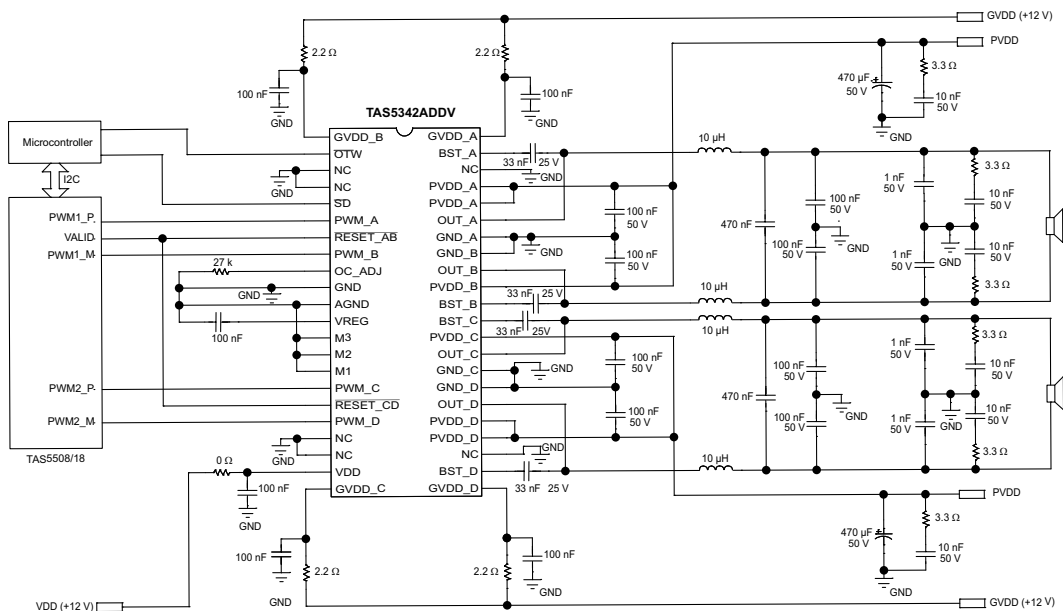 GVDD (+12 V)
PVDD
2.2 Ω
2.2 Ω
3.3 Ω
470 µF
50 V
10 nF
50 V
100 nF
GND
100 nF
GND
GND
TAS5342ADDV
Microcontroller
I2C
GVDD_B
OTW
NC
NC
SD
PWM_A
RESET_AB
PWM_B
OC_ADJ
GND
AGND
VREG
M3
M2
M1
PWM_C
RESET_CD
PWM_D
NC
NC
VDD
GVDD_C
GVDD_A
BST_A
NC
PVDD_A
PVDD_A
OUT_A
GND_A
GND_B
OUT_B
PVDD_B
BST_B
BST_C
PVDD_C
OUT_C
GND_C
GND_D
OUT_D
PVDD_D
PVDD_D
NC
BST_D
GVDD_D
PWM1_P
VALID
PWM1_M
PWM2_P
PWM2_M
TAS5508/18
GND
27 k
GND
100 nF
GND
0 Ω
100 nF
GND
33 nF 25 V
GND
100 nF
50 V
GND
100 nF
50 V
33 nF 25 V
33 nF 25V
100 nF
50 V
GND
100 nF
50 V
GND
33 nF 25 V
10 µH
470 nF
100 nF
50 V
GND
100 nF
50 V
1 nF
50 V
3.3 Ω
10 nF
50 V
GND
1 nF
50 V
10 nF
50 V
3.3 Ω
10 µH
10 µH
470 nF
100 nF
50 V
GND
100 nF
50 V
1 nF
50 V
3.3 Ω
10 nF
50 V
GND
1 nF
50 V
10 nF
50 V
3.3 Ω
10 µH
PVDD
470 µF
50 V
3.3 Ω
10 nF
50 V
GND
100 nF
2.2 Ω
GND
100 nF
2.2 Ω
GND
VDD (+12 V)
GVDD (+12 V)